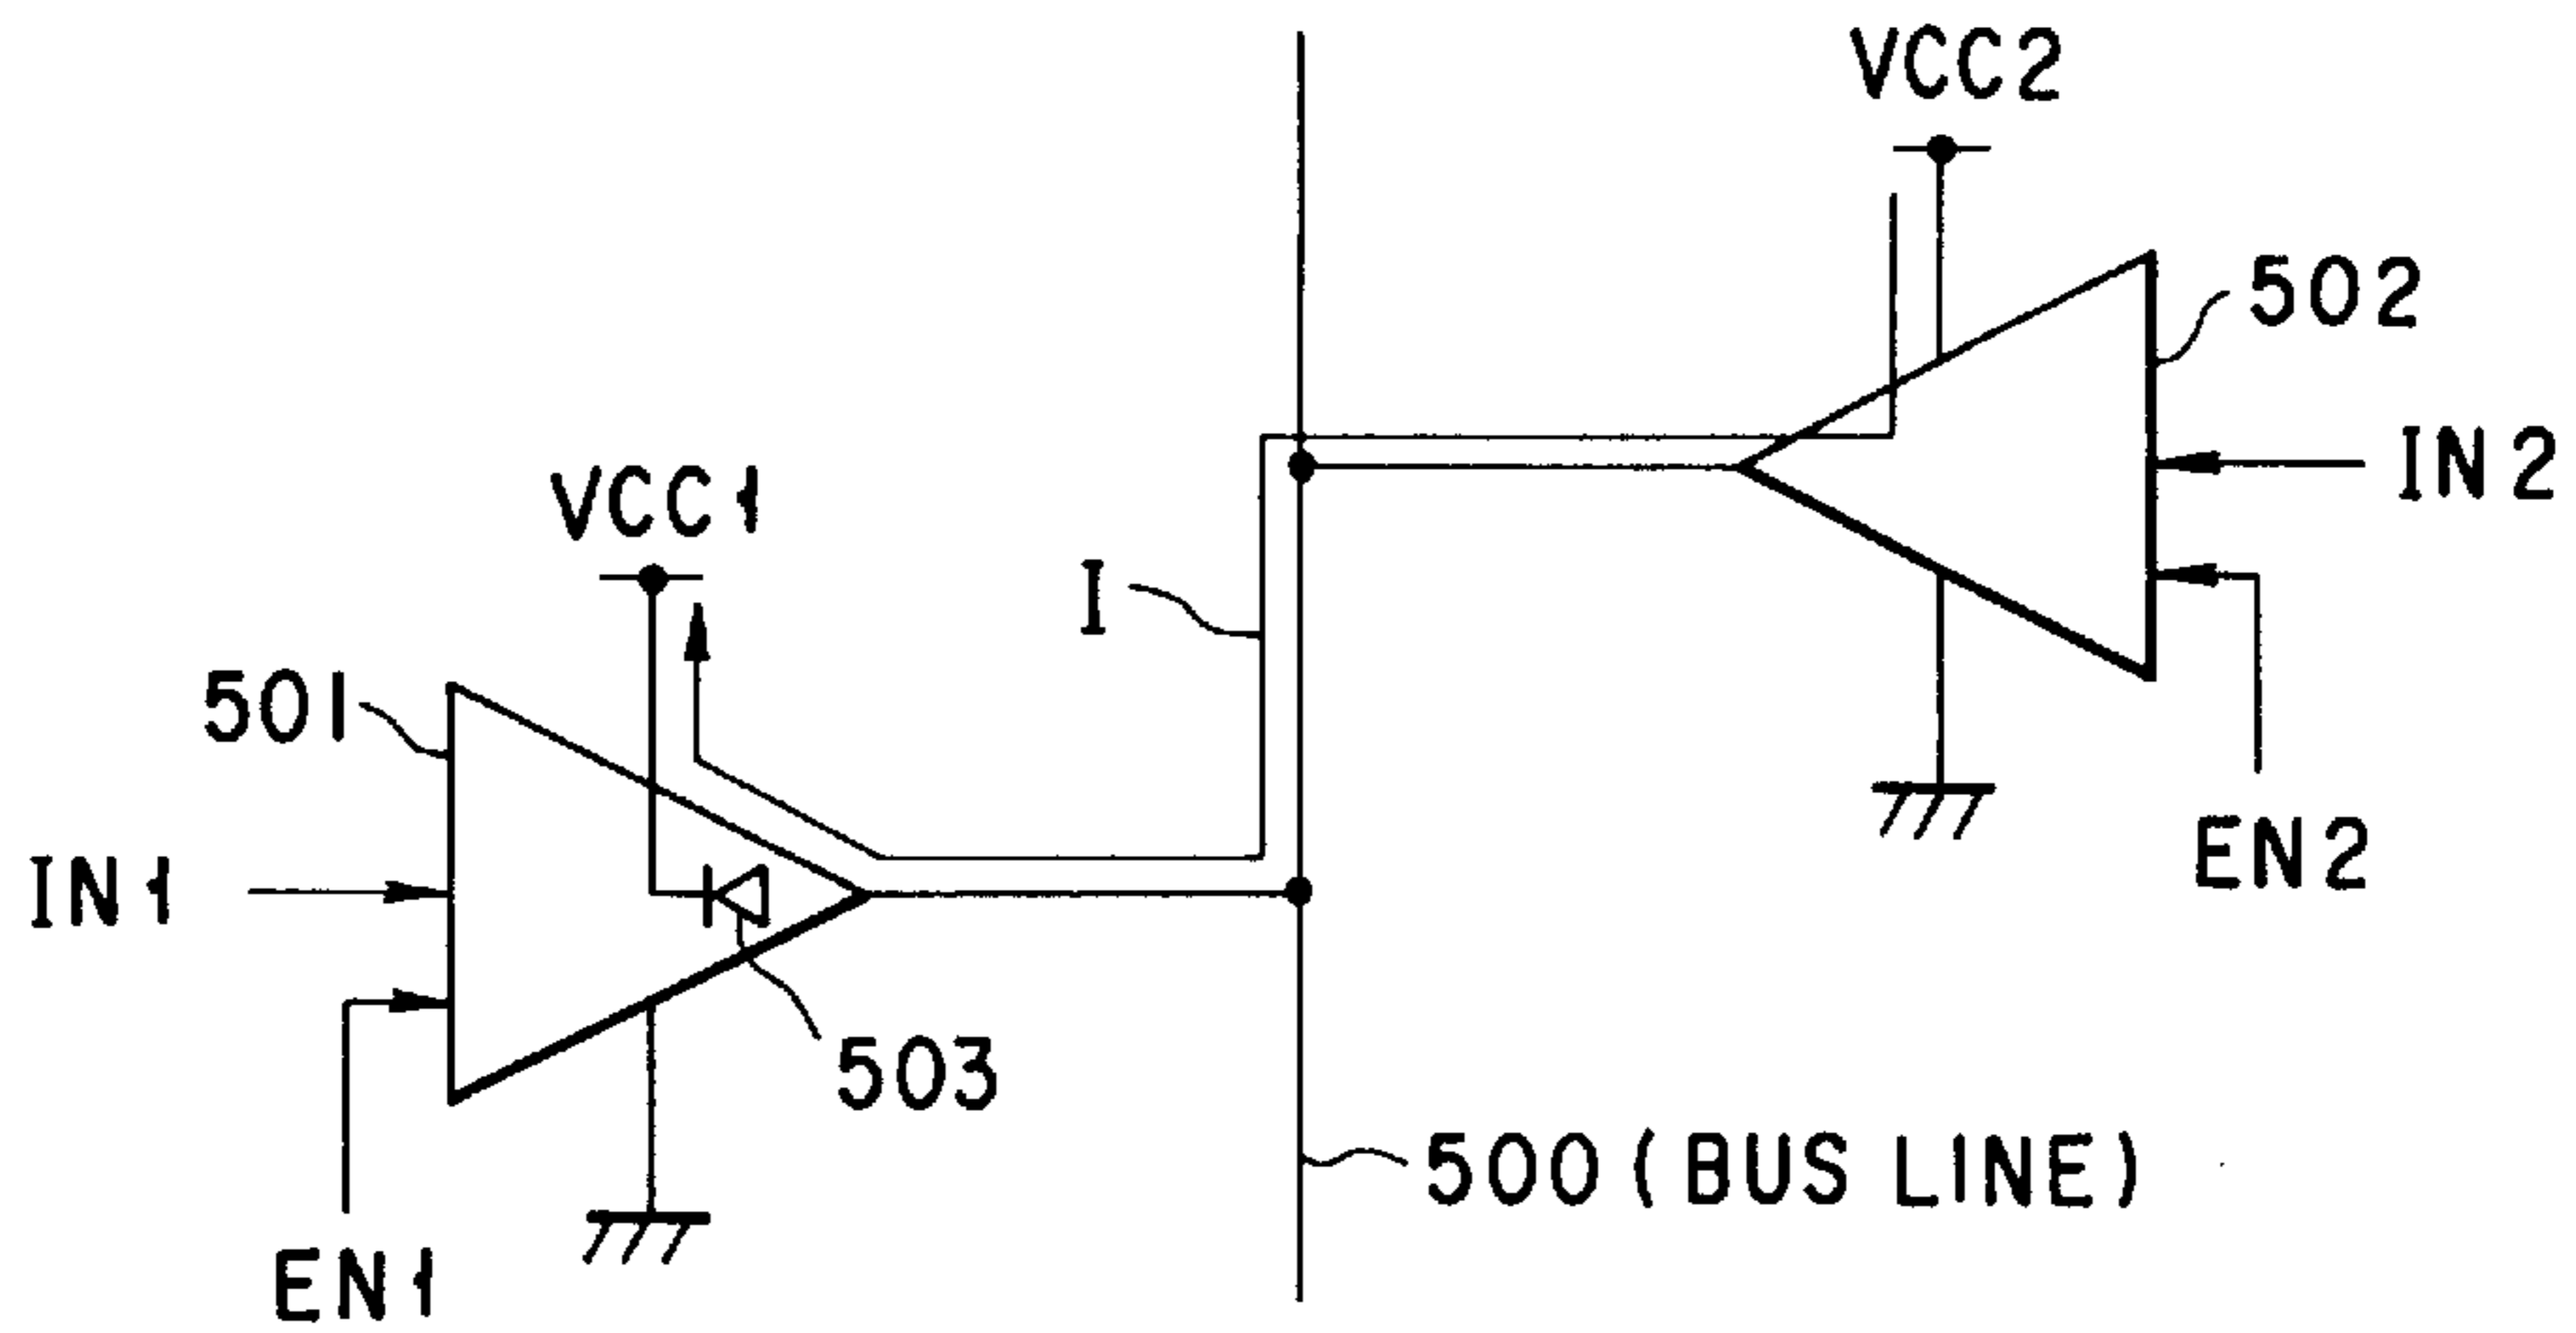 VCC2
502
IN2
VCC1
I
501
EN2
IN1
503
500 (BUS LINE)
EN1